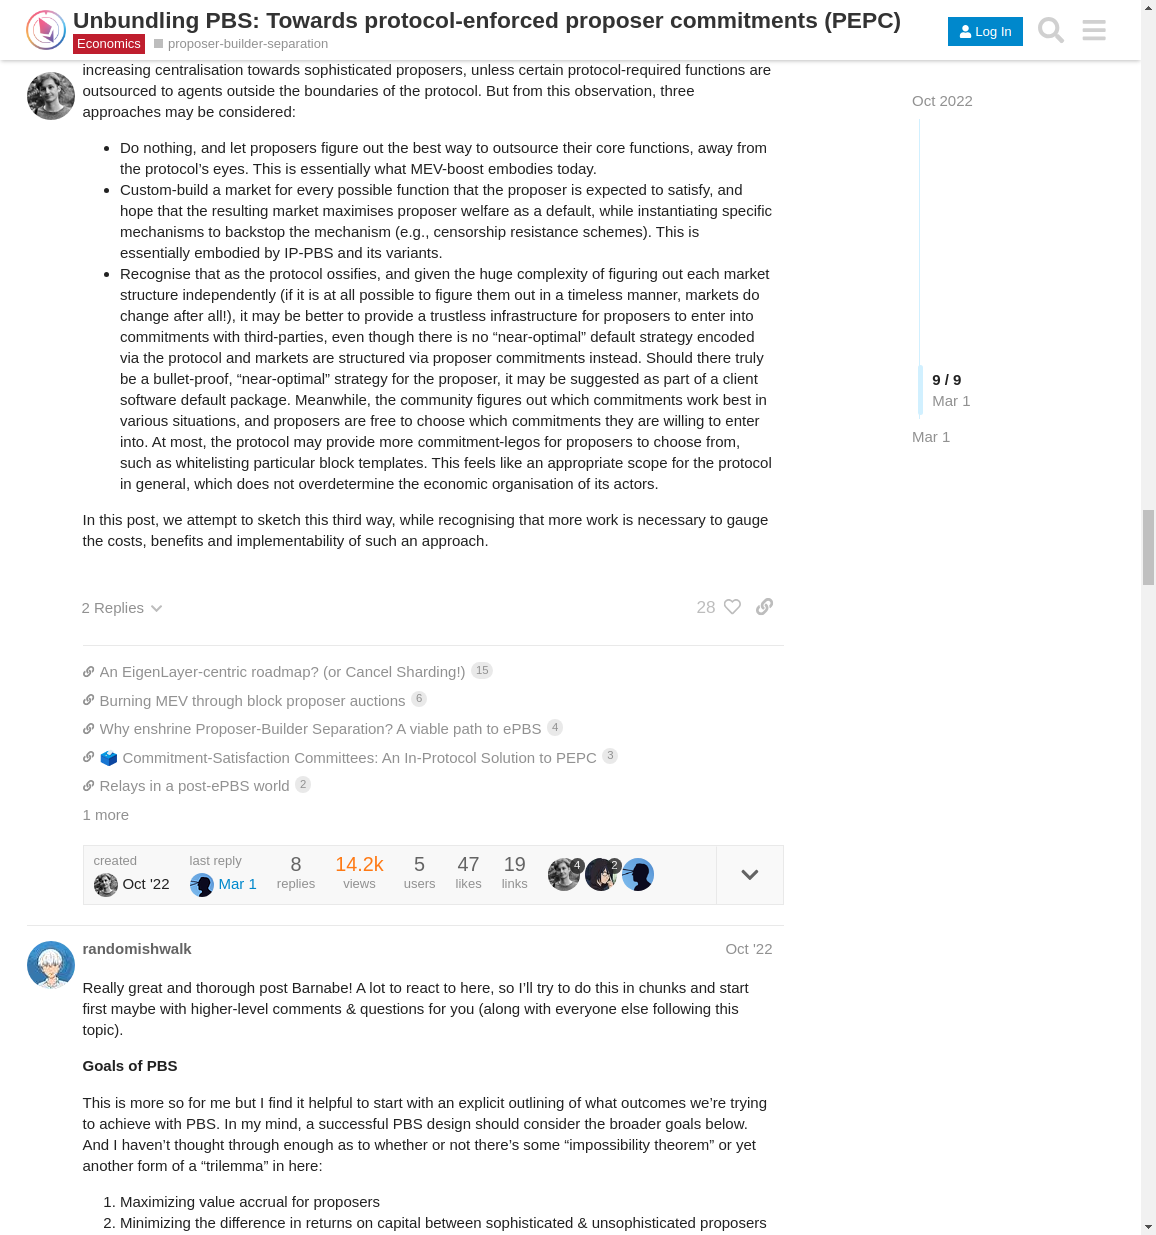 Unbundling PBS: Towards protocol-enforced proposer commitments (PEPC)
Economics proposer-builder-separation
Log In
increasing centralisation towards sophisticated proposers, unless certain protocol-required functions are
outsourced to agents outside the boundaries of the protocol. But from this observation, three
approaches may be considered:
Do nothing, and let proposers figure out the best way to outsource their core functions, away from
the protocol’s eyes. This is essentially what MEV-boost embodies today.
Custom-build a market for every possible function that the proposer is expected to satisfy, and
hope that the resulting market maximises proposer welfare as a default, while instantiating specific
mechanisms to backstop the mechanism (e.g., censorship resistance schemes). This is
essentially embodied by IP-PBS and its variants.
Recognise that as the protocol ossifies, and given the huge complexity of figuring out each market
structure independently (if it is at all possible to figure them out in a timeless manner, markets do
change after all!), it may be better to provide a trustless infrastructure for proposers to enter into
commitments with third-parties, even though there is no “near-optimal” default strategy encoded
via the protocol and markets are structured via proposer commitments instead. Should there truly
be a bullet-proof, “near-optimal” strategy for the proposer, it may be suggested as part of a client
software default package. Meanwhile, the community figures out which commitments work best in
various situations, and proposers are free to choose which commitments they are willing to enter
into. At most, the protocol may provide more commitment-legos for proposers to choose from,
such as whitelisting particular block templates. This feels like an appropriate scope for the protocol
in general, which does not overdetermine the economic organisation of its actors.
In this post, we attempt to sketch this third way, while recognising that more work is necessary to gauge
the costs, benefits and implementability of such an approach.
2 Replies
28
An EigenLayer-centric roadmap? (or Cancel Sharding!) 15
Burning MEV through block proposer auctions 6
Why enshrine Proposer-Builder Separation? A viable path to ePBS 4
Commitment-Satisfaction Committees: An In-Protocol Solution to PEPC 3
Relays in a post-ePBS world 2
1 more
created
Oct '22
last reply
Mar 1
8
replies
14.2k
views
5
users
47
likes
19
links
4
2
randomishwalk
Oct '22
Really great and thorough post Barnabe! A lot to react to here, so I’ll try to do this in chunks and start
first maybe with higher-level comments & questions for you (along with everyone else following this
topic).
Goals of PBS
This is more so for me but I find it helpful to start with an explicit outlining of what outcomes we’re trying
to achieve with PBS. In my mind, a successful PBS design should consider the broader goals below.
And I haven’t thought through enough as to whether or not there’s some “impossibility theorem” or yet
another form of a “trilemma” in here:
1. Maximizing value accrual for proposers
2. Minimizing the difference in returns on capital between sophisticated & unsophisticated proposers
Oct 2022
9 / 9
Mar 1
Mar 1